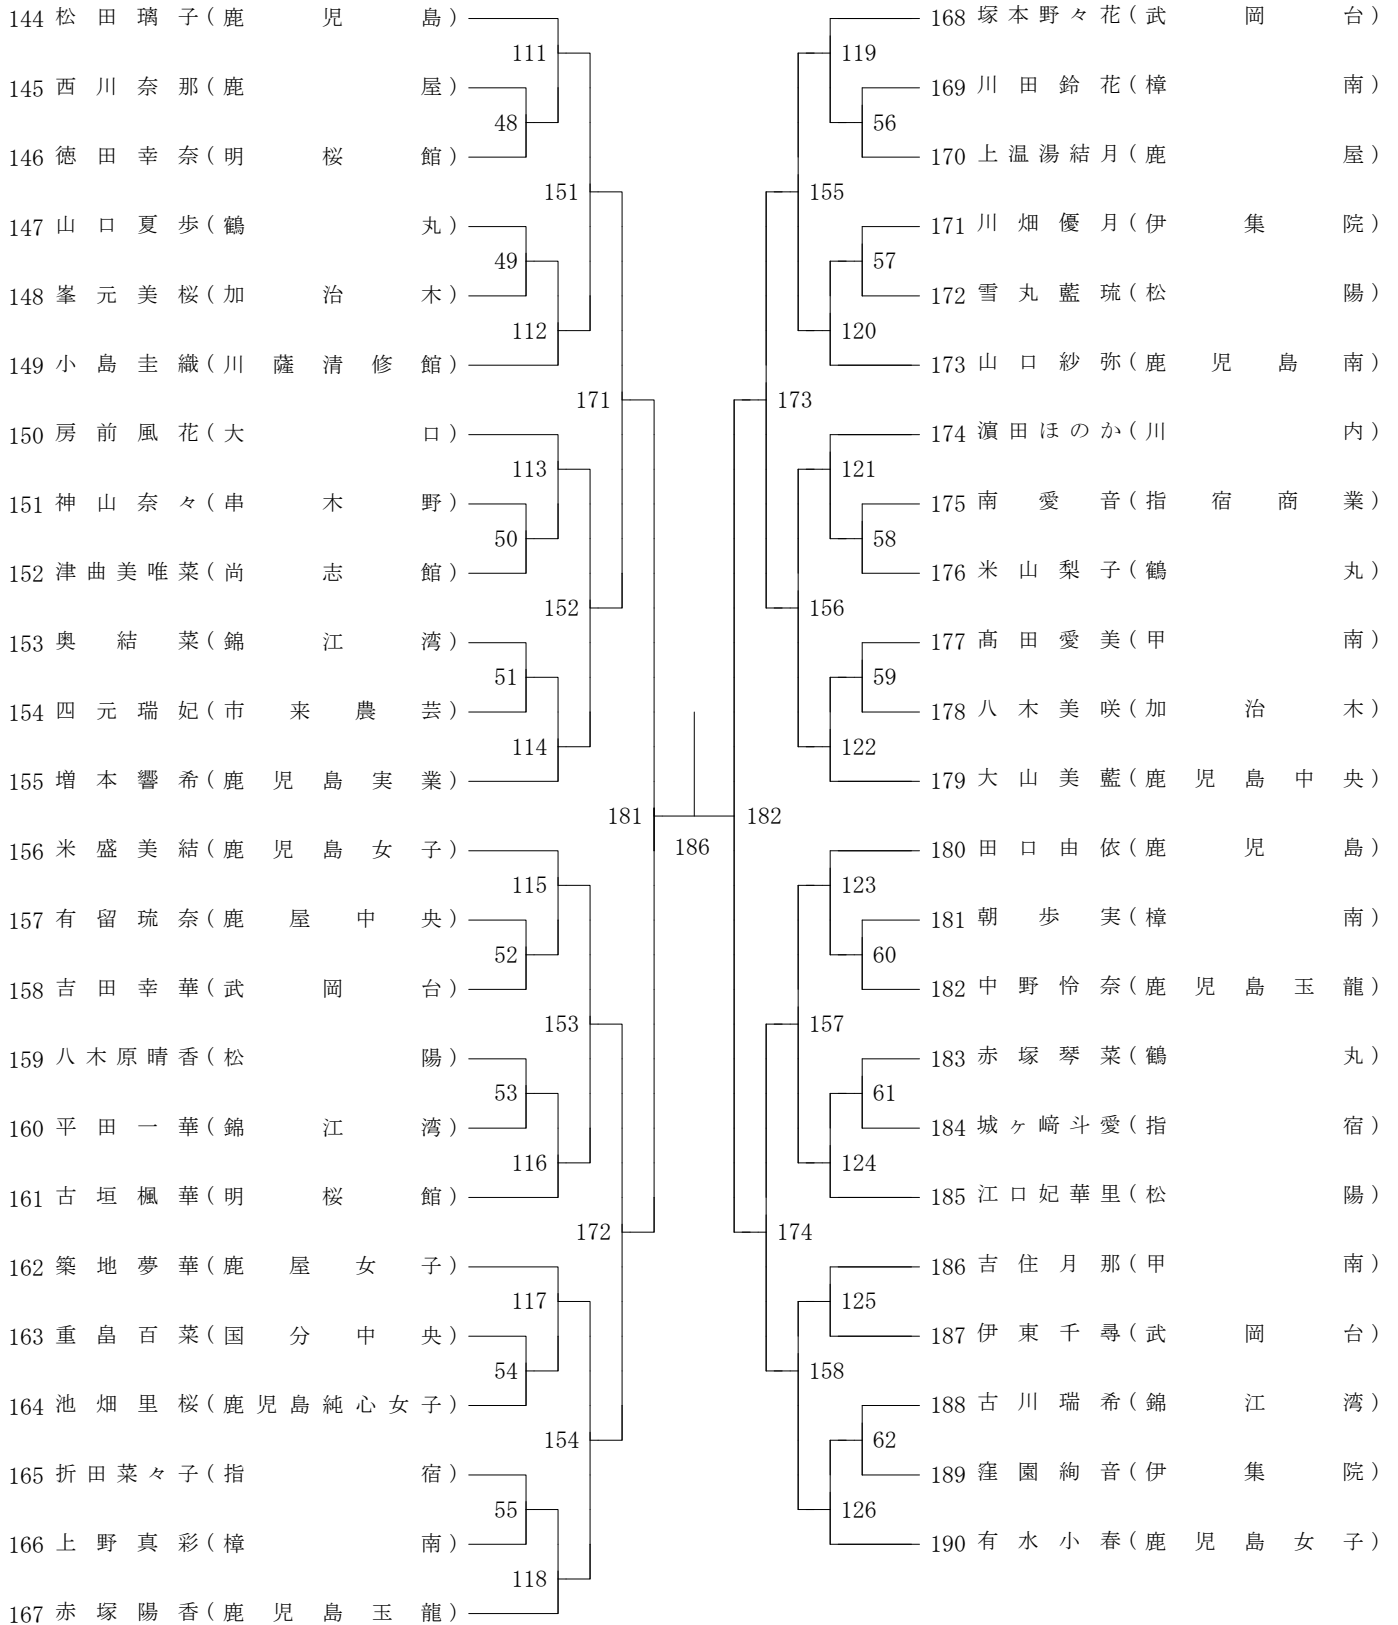 144 松田璃子(鹿児島)
111
145 西川奈那(鹿屋)
48
146 徳田幸奈(明桜館)
151
147 山口夏歩(鶴丸)
49
148 峯元美桜(加治木)
112
149 小島圭織(川薩清修館)
171
150 房前風花(大口)
113
151 神山奈々(串木野)
50
152 津曲美唯菜(尚志館)
152
153 奥結菜(錦江湾)
51
154 四元瑞妃(市来農芸)
114
155 増本響希(鹿児島実業)
181
156 米盛美結(鹿児島女子)
115
157 有留琉奈(鹿屋中央)
52
158 吉田幸華(武岡台)
153
159 八木原晴香(松陽)
53
160 平田一華(錦江湾)
116
161 古垣楓華(明桜館)
172
162 築地夢華(鹿屋女子)
117
163 重畠百菜(国分中央)
54
164 池畑里桜(鹿児島純心女子)
154
165 折田菜々子(指宿)
55
166 上野真彩(樟南)
118
167 赤塚陽香(鹿児島玉龍)
186
168 塚本野々花(武岡台)
119
169 川田鈴花(樟南)
56
170 上温湯結月(鹿屋)
155
171 川畑優月(伊集院)
57
172 雪丸藍琉(松陽)
120
173 山口紗弥(鹿児島南)
173
174 濵田ほのか(川内)
121
175 南愛音(指宿商業)
58
176 米山梨子(鶴丸)
156
177 髙田愛美(甲南)
59
178 八木美咲(加治木)
122
179 大山美藍(鹿児島中央)
182
180 田口由依(鹿児島)
123
181 朝歩実(樟南)
60
182 中野怜奈(鹿児島玉龍)
157
183 赤塚琴菜(鶴丸)
61
184 城ヶ﨑斗愛(指宿)
124
185 江口妃華里(松陽)
174
186 吉住月那(甲南)
125
187 伊東千尋(武岡台)
158
188 古川瑞希(錦江湾)
62
189 窪園絢音(伊集院)
126
190 有水小春(鹿児島女子)